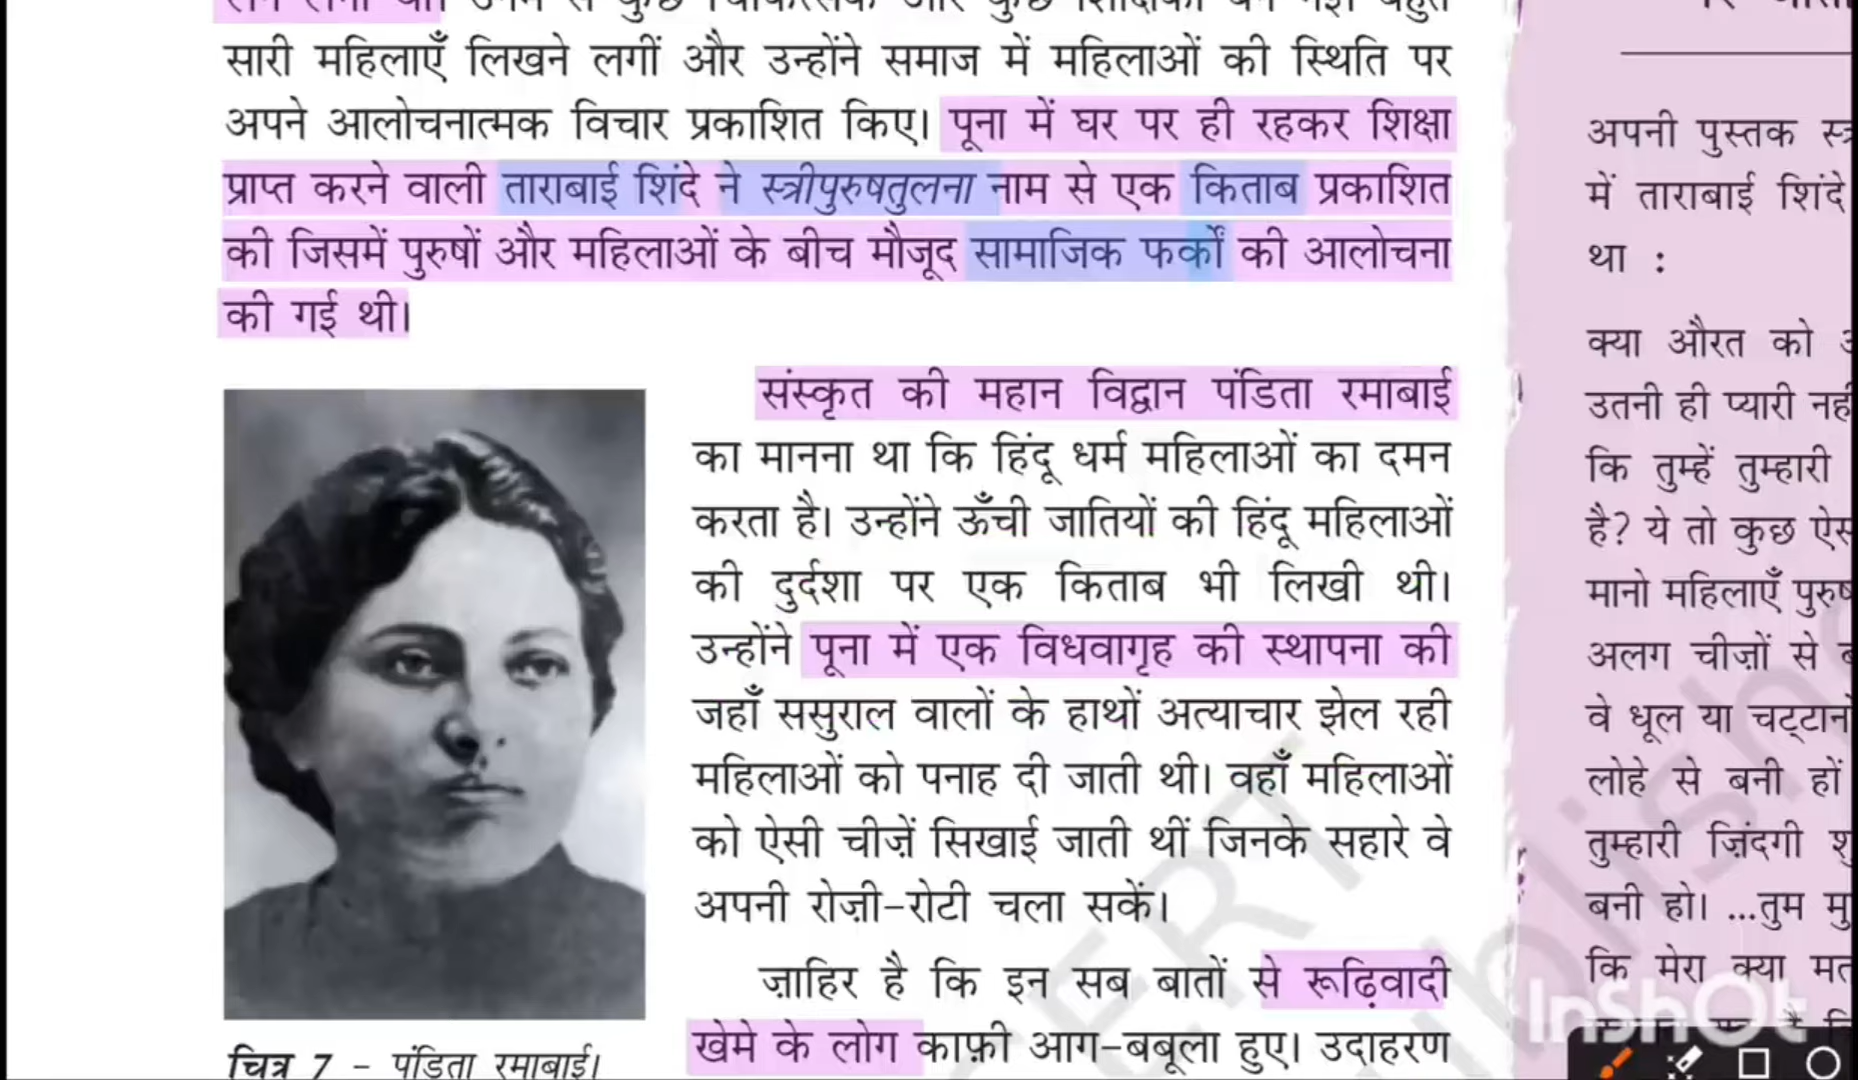 सारी महिलाएँ लिखने लगीं और उन्होंने समाज में महिलाओं की स्थिति पर
अपने आलोचनात्मक विचार प्रकाशित किए। पूना में घर पर ही रहकर शिक्षा
प्राप्त करने वाली ताराबाई शिंदे ने स्त्रीपुरुषतुलना नाम से एक किताब प्रकाशित
की जिसमें पुरुषों और महिलाओं के बीच मौजूद सामाजिक फर्कों की आलोचना
की गई थी।
संस्कृत की महान विद्वान पंडिता रमाबाई
का मानना था कि हिंदू धर्म महिलाओं का दमन
करता है। उन्होंने ऊँची जातियों की हिंदू महिलाओं
की दुर्दशा पर एक किताब भी लिखी थी।
उन्होंने पूना में एक विधवागृह की स्थापना की
जहाँ ससुराल वालों के हाथों अत्याचार झेल रही
महिलाओं को पनाह दी जाती थी। वहाँ महिलाओं
को ऐसी चीज़ें सिखाई जाती थीं जिनके सहारे वे
अपनी रोज़ी-रोटी चला सकें।
ज़ाहिर है कि इन सब बातों से रूढ़िवादी
खेमे के लोग काफ़ी आग-बबूला हुए। उदाहरण
चित्र 7 – पंडिता रमाबाई।
अपनी पुस्तक
में ताराबाई शिंदे
था :
क्या औरत को
उतनी ही प्यारी
कि तुम्हें तुम्हारी
है? ये तो कुछ
मानो महिलाएँ
अलग चीज़ों से
वे धूल या
लोहे से बनी हों
तुम्हारी ज़िंदगी
बनी हो। ...तुम
कि मेरा क्या
InShOt